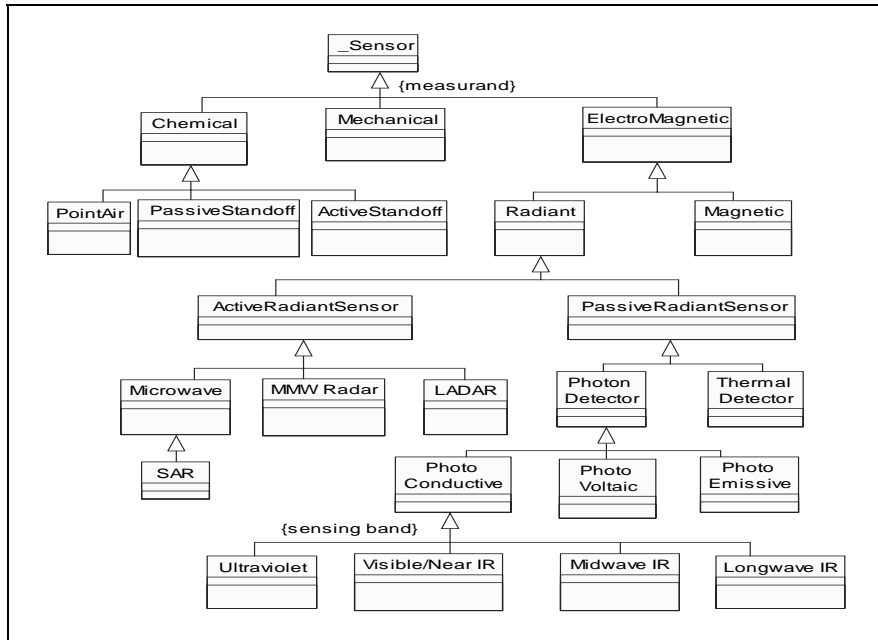 _Sensor
{measurand}
Chemical
Mechanical
ElectroMagnetic
PointAir
PassiveStandoff
ActiveStandoff
Radiant
Magnetic
ActiveRadiantSensor
PassiveRadiantSensor
Microwave
MMW Radar
LADAR
Photon
Detector
Thermal
Detector
SAR
Photo
Conductive
Photo
Voltaic
Photo
Emissive
{sensing band}
Ultraviolet
Visible/Near IR
Midwave IR
Longwave IR